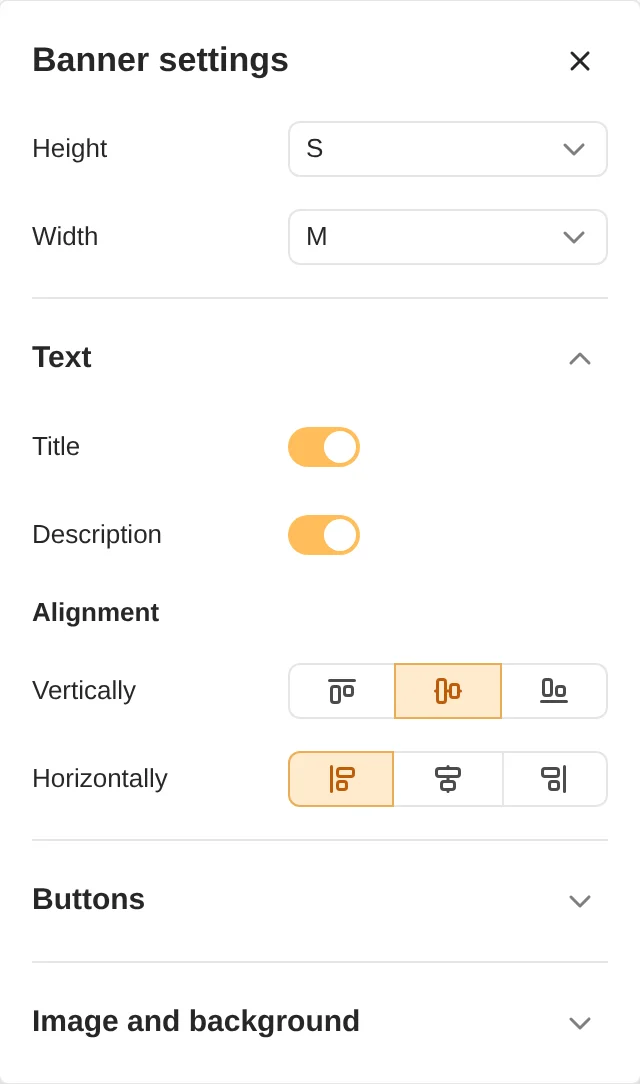 Banner settings
Height
S
Width
M
Text
Title
Description
Alignment
Vertically
Horizontally
Buttons
Image and background